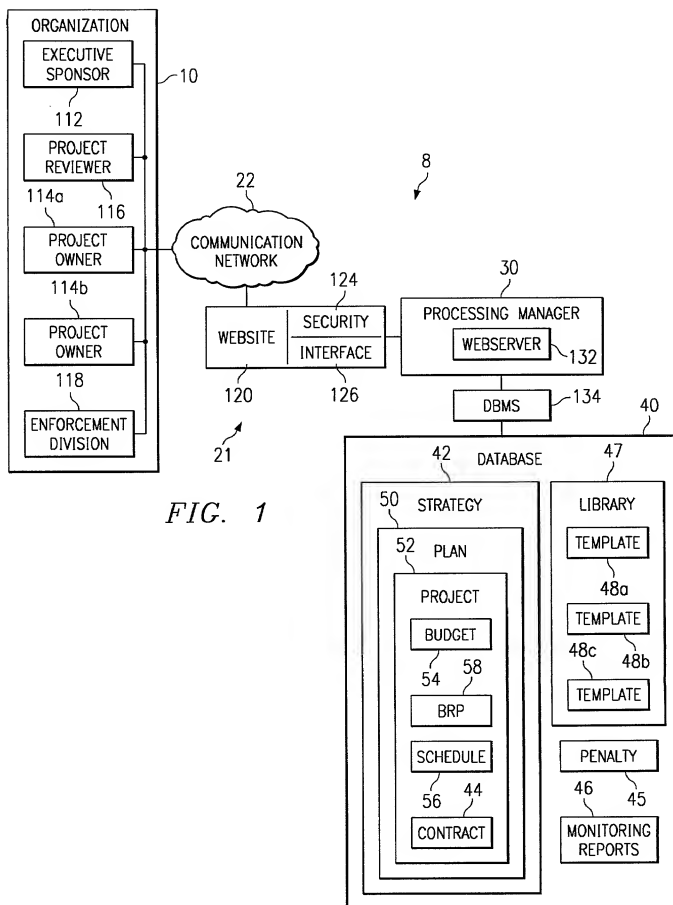 ORGANIZATION
EXECUTIVE
SPONSOR
10
112
PROJECT
REVIEWER
114a
116
PROJECT
OWNER
114b
PROJECT
OWNER
118
ENFORCEMENT
DIVISION
22
COMMUNICATION
NETWORK
8
124
WEBSITE
SECURITY
INTERFACE
120
126
21
30
PROCESSING MANAGER
WEBSERVER
132
DBMS
134
40
FIG. 1
DATABASE
42
STRATEGY
50
PLAN
52
PROJECT
BUDGET
54
58
BRP
SCHEDULE
56
44
CONTRACT
47
LIBRARY
TEMPLATE
48a
TEMPLATE
48c
48b
TEMPLATE
PENALTY
46
45
MONITORING
REPORTS